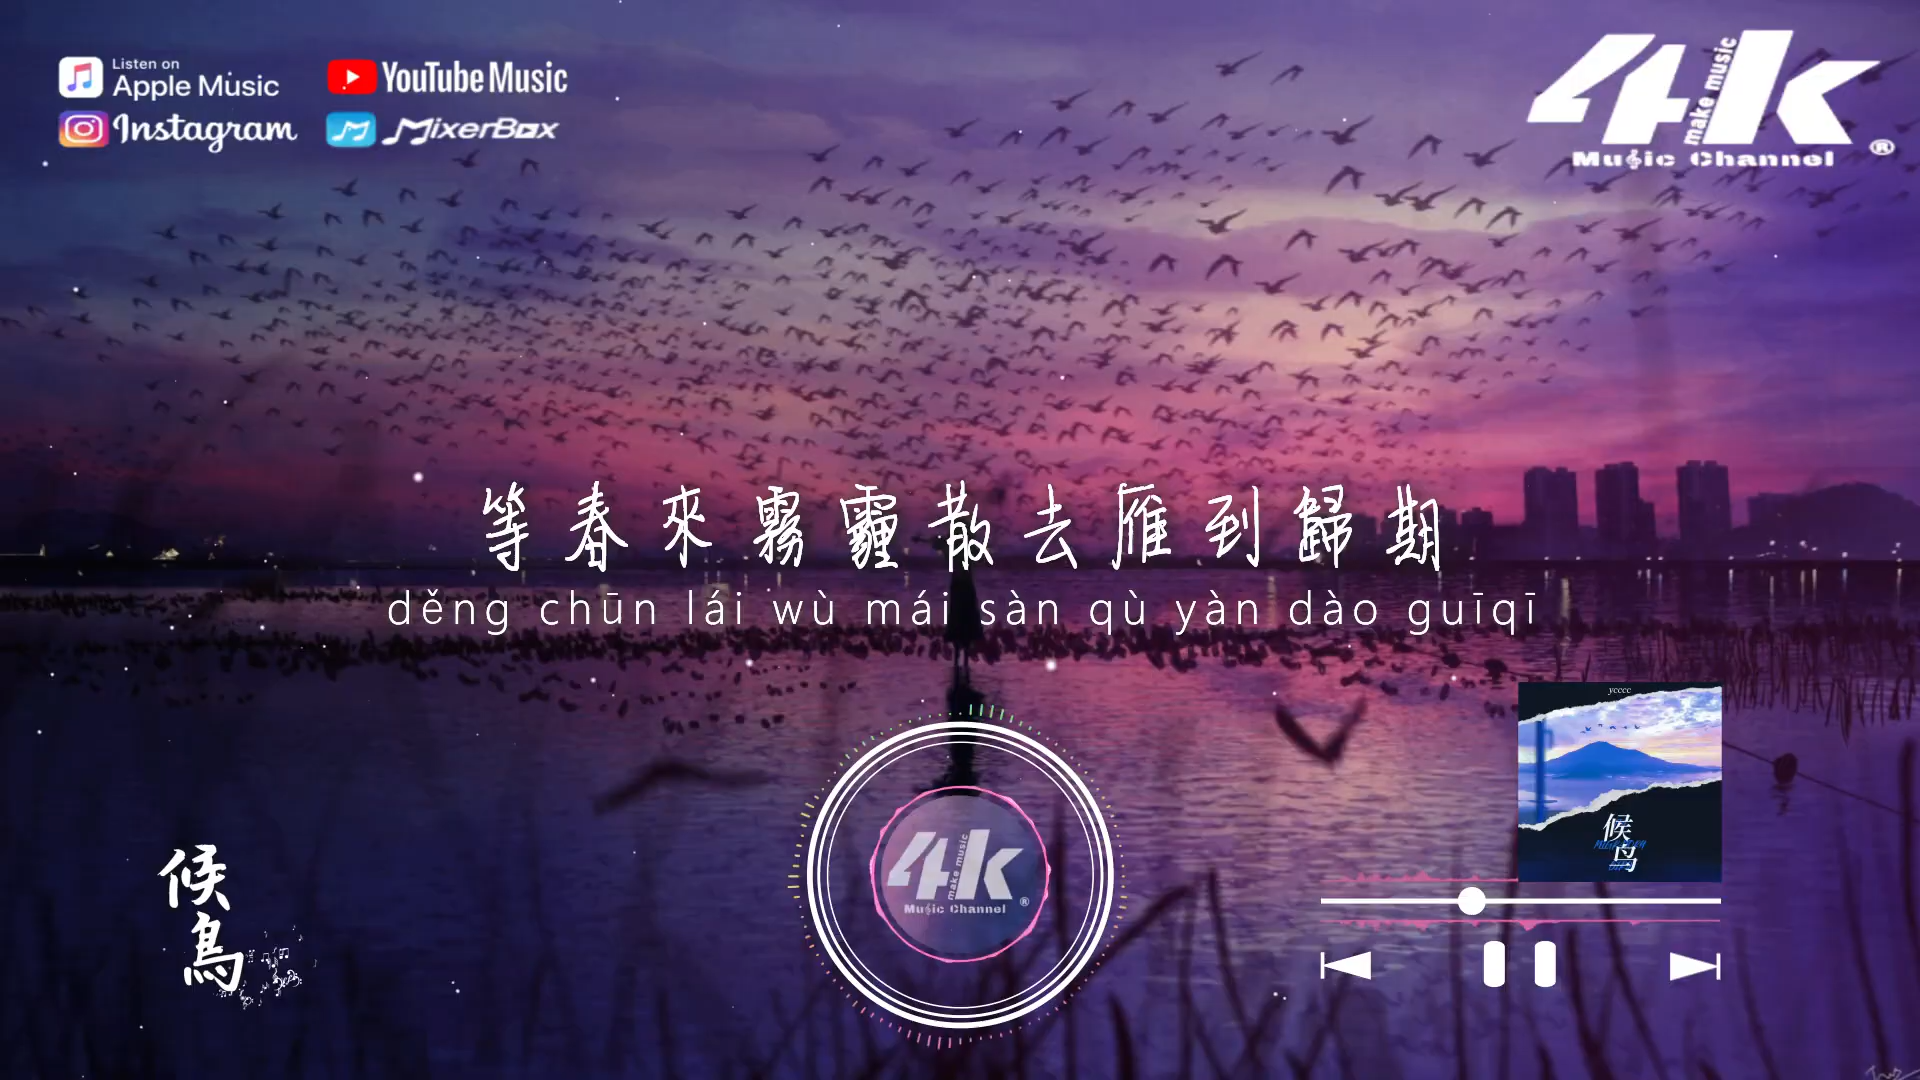 Listen on
Apple Music
YouTube Music
Instagram
MixerBox
4k
make music
Music Channel
®
等春來霧霾散去雁到歸期
děng chūn lái wù mái sàn qù yàn dào guīqī
ycccc
候
鸟
4k
make music
Music Channel
®
候
鳥